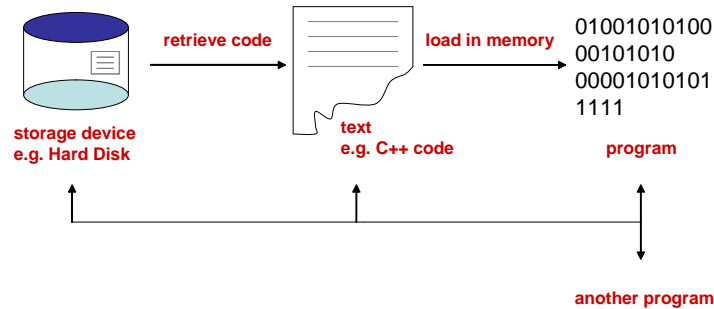 retrieve code
load in memory
01001010100
00101010
00001010101
1111
storage device
e.g. Hard Disk
text
e.g. C++ code
program
another program